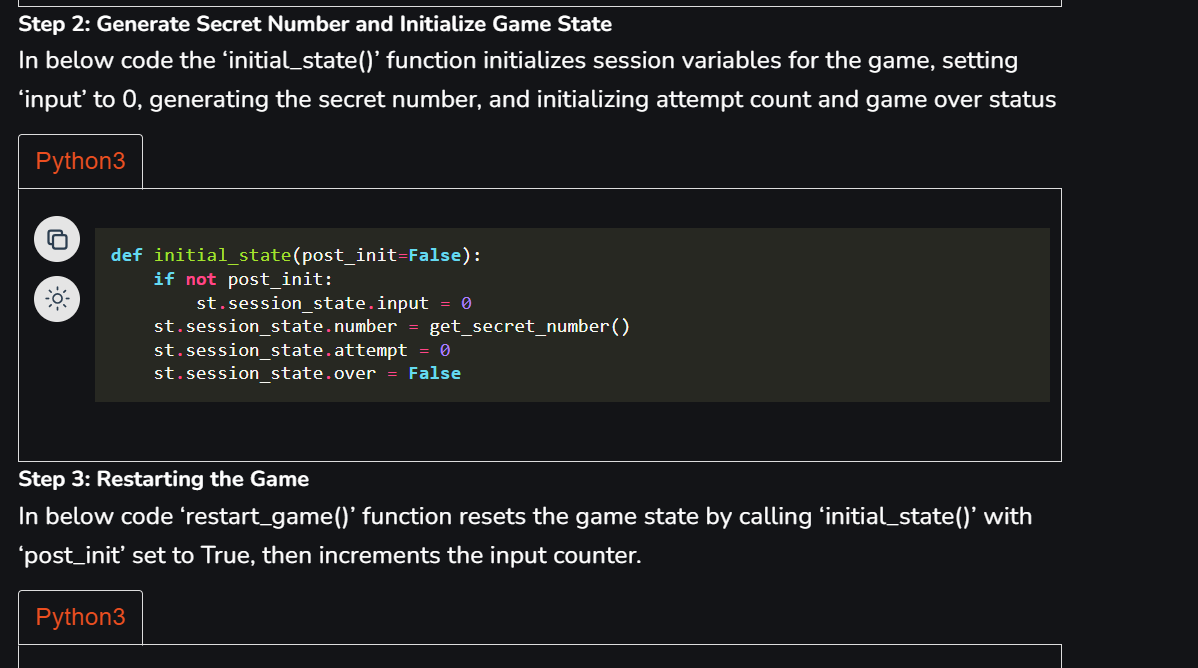 Step 2: Generate Secret Number and Initialize Game State
In below code the ‘initial_state()’ function initializes session variables for the game, setting
‘input’ to 0, generating the secret number, and initializing attempt count and game over status
Python3
def initial_state(post_init=False):
    if not post_init:
        st.session_state.input = 0
    st.session_state.number = get_secret_number()
    st.session_state.attempt = 0
    st.session_state.over = False
Step 3: Restarting the Game
In below code ‘restart_game()’ function resets the game state by calling ‘initial_state()’ with
‘post_init’ set to True, then increments the input counter.
Python3